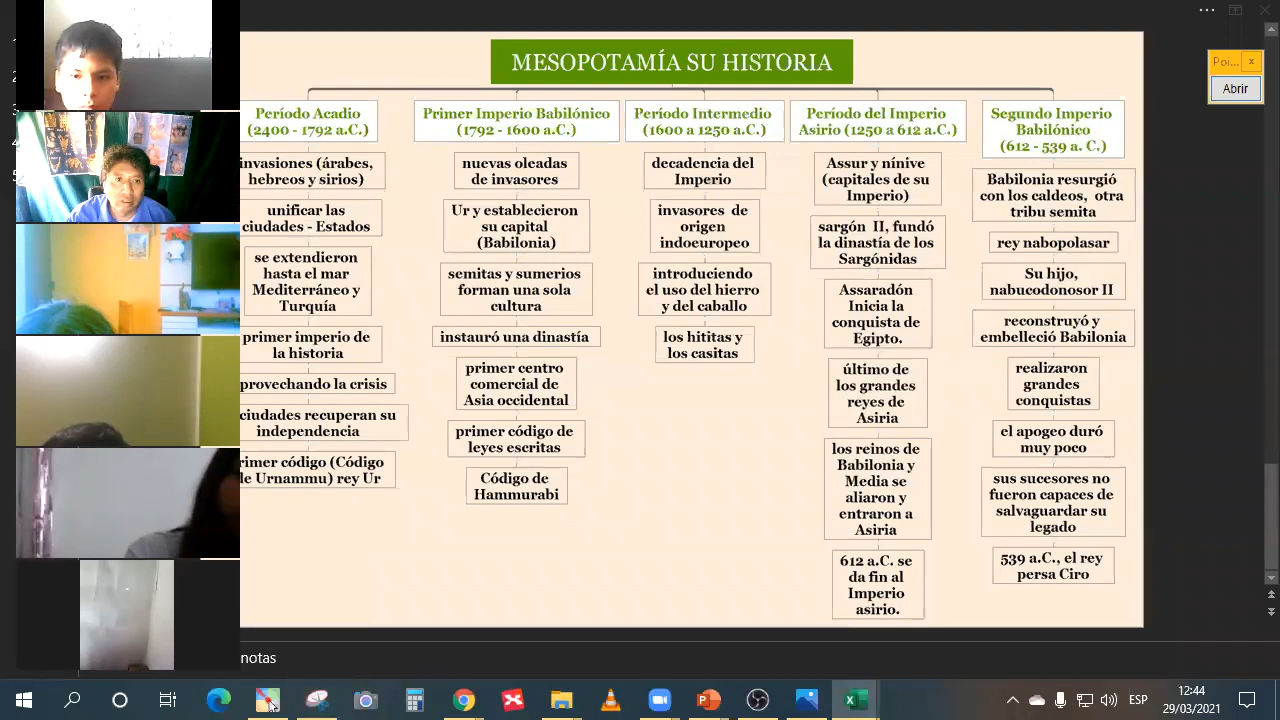 MESOPOTAMÍA SU HISTORIA
Período Acadio
(2400 - 1792 a.C.)
invasiones (árabes,
hebreos y sirios)
unificar las
ciudades - Estados
se extendieron
hasta el mar
Mediterráneo y
Turquía
primer imperio de
la historia
provechando la crisis
ciudades recuperan su
independencia
rimer código (Código
de Urnammu) rey Ur
Primer Imperio Babilónico
(1792 - 1600 a.C.)
nuevas oleadas
de invasores
Ur y establecieron
su capital
(Babilonia)
semitas y sumerios
forman una sola
cultura
instauró una dinastía
primer centro
comercial de
Asia occidental
primer código de
leyes escritas
Código de
Hammurabi
Período Intermedio
(1600 a 1250 a.C.)
decadencia del
Imperio
invasores de
origen
indoeuropeo
introduciendo
el uso del hierro
y del caballo
los hititas y
los casitas
Período del Imperio
Asirio (1250 a 612 a.C.)
Assur y nínive
(capitales de su
Imperio)
sargón II, fundó
la dinastía de los
Sargónidas
Assaradón
Inicia la
conquista de
Egipto.
último de
los grandes
reyes de
Asiria
los reinos de
Babilonia y
Media se
aliaron y
entraron a
Asiria
612 a.C. se
da fin al
Imperio
asirio.
Segundo Imperio
Babilónico
(612 - 539 a. C.)
Babilonia resurgió
con los caldeos, otra
tribu semita
rey nabopolasar
Su hijo,
nabucodonosor II
reconstruyó y
embelleció Babilonia
realizaron
grandes
conquistas
el apogeo duró
muy poco
sus sucesores no
fueron capaces de
salvaguardar su
legado
539 a.C., el rey
persa Ciro
Poi... x
Abrir
notas
ESP
12:44
29/03/2021